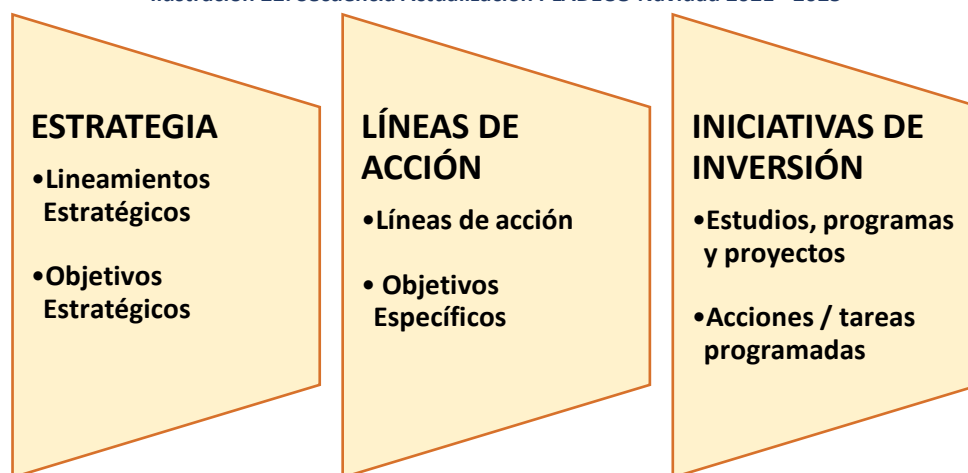 ESTRATEGIA
•Lineamientos
Estratégicos
•Objetivos
Estratégicos
LÍNEAS DE
ACCIÓN
•Líneas de acción
• Objetivos
Específicos
INICIATIVAS DE
INVERSIÓN
•Estudios, programas
y proyectos
•Acciones / tareas
programadas